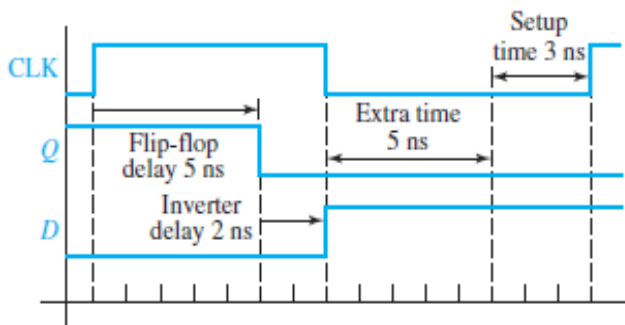 Setup
time 3 ns
CLK
Extra time
5 ns
Q
Flip-flop
delay 5 ns
Inverter
delay 2 ns
D